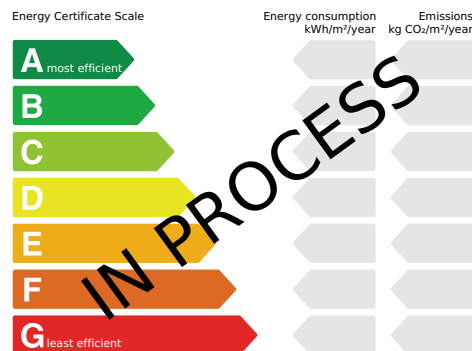 Energy Certificate Scale
Energy consumption
kWh/m²/year
Emissions
kg CO₂/m²/year
A most efficient
B
C
D
E
F
G least efficient
IN PROCESS